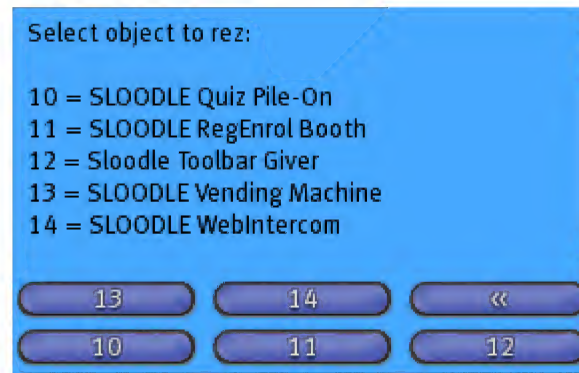 Select object to rez:
10 = SLOODLE Quiz Pile-On
11 = SLOODLE RegEnrol Booth
12 = Sloodle Toolbar Giver
13 = SLOODLE Vending Machine
14 = SLOODLE WebIntercom
13 14 «
10 11 12